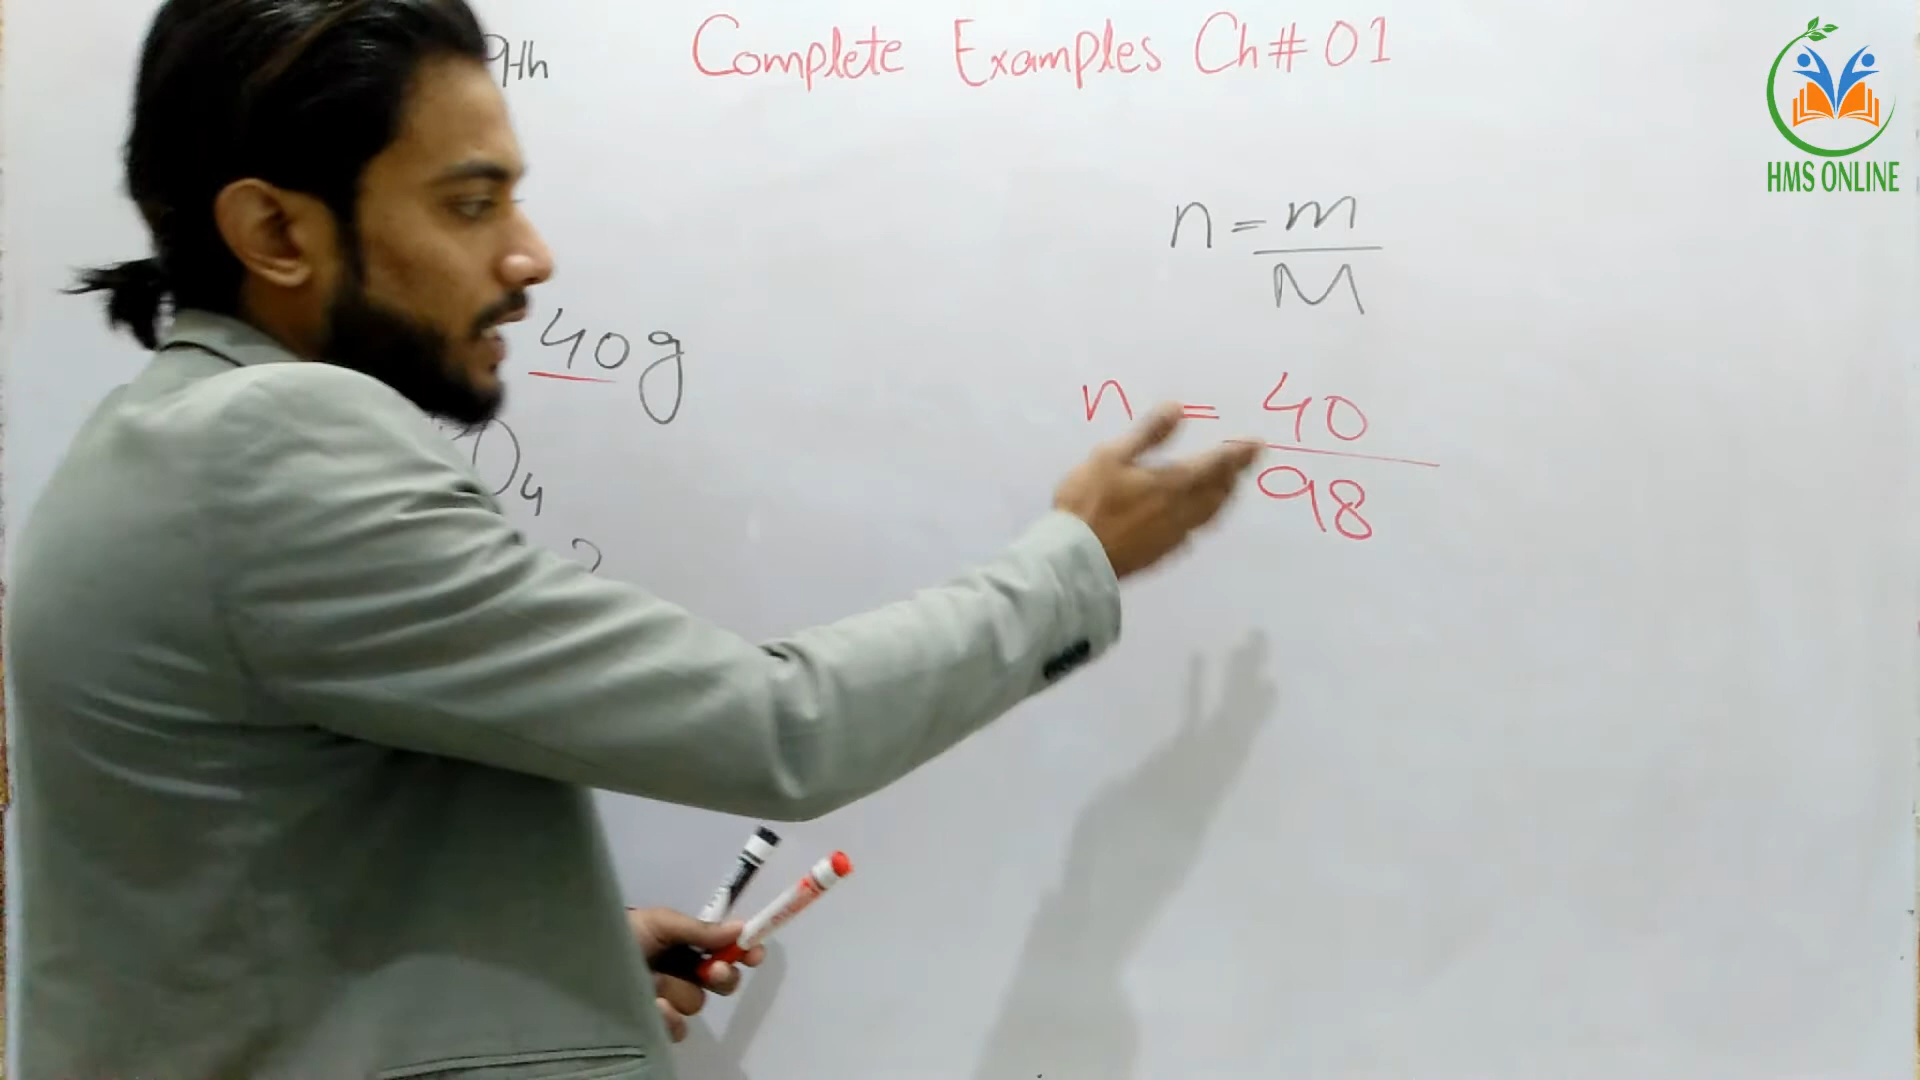 9th Complete Examples Ch# 01
HMS ONLINE
n = m
M
40g
n = 40
98
O4
?